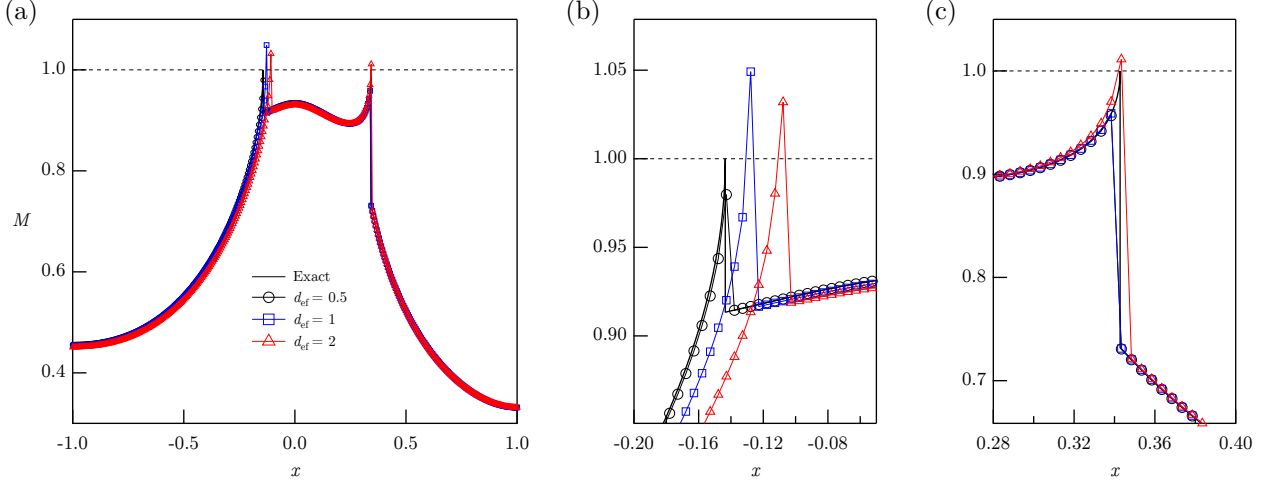 (a)
M
1.0
0.8
0.6
0.4
Exact
d_ef = 0.5
d_ef = 1
d_ef = 2
-1.0 -0.5 0.0 0.5 1.0
x
(b)
1.05
1.00
0.95
0.90
-0.20 -0.16 -0.12 -0.08
x
(c)
1.0
0.9
0.8
0.7
0.28 0.32 0.36 0.40
x